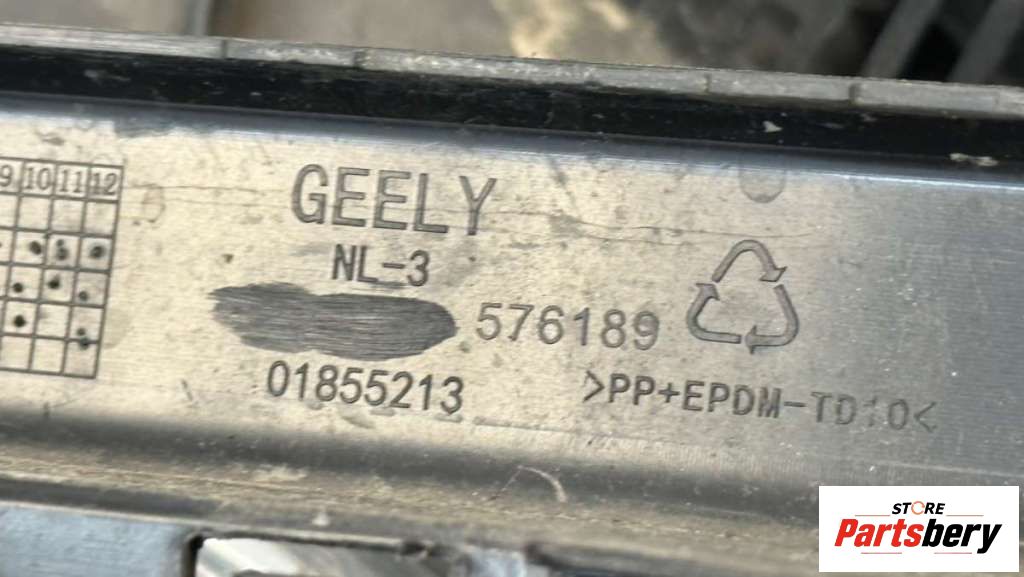 9 10 11 12
GEELY
NL-3
576189
01855213
>PP+EPDM-TD10<
STORE
Partsbery